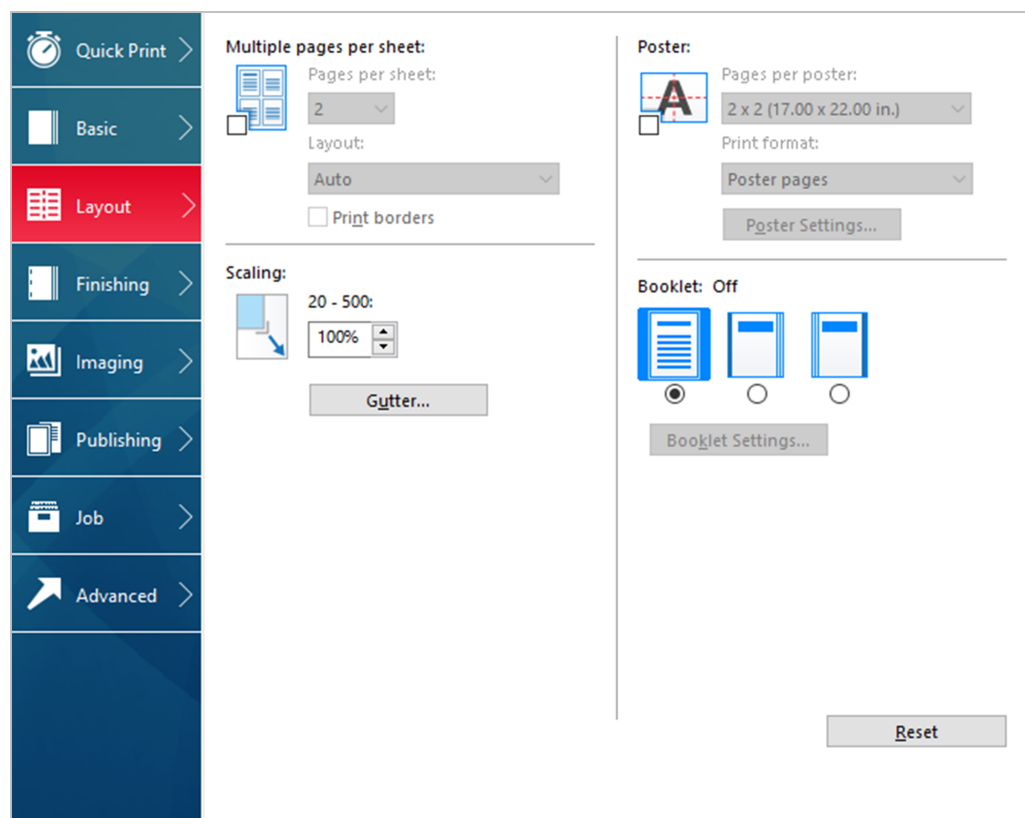 Quick Print
Basic
Layout
Finishing
Imaging
Publishing
Job
Advanced
Multiple pages per sheet:
Pages per sheet:
2
Layout:
Auto
Print borders
Scaling:
20 - 500:
100%
Gutter...
Poster:
A
Pages per poster:
2 x 2 (17.00 x 22.00 in.)
Print format:
Poster pages
Poster Settings...
Booklet: Off
Booklet Settings...
Reset